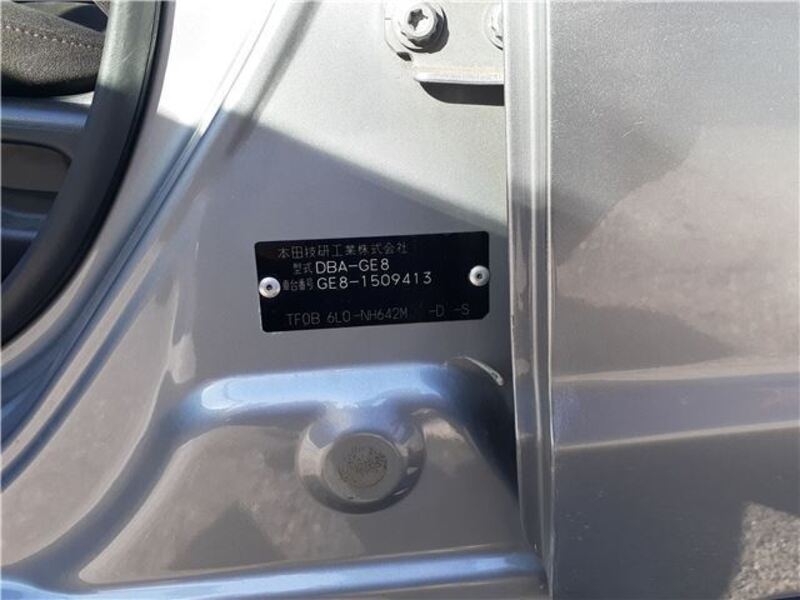 本田技研工業株式会社
型式 DBA-GE8
車台番号 GE8-1509413
TF0B 6L0-NH642M -D -S